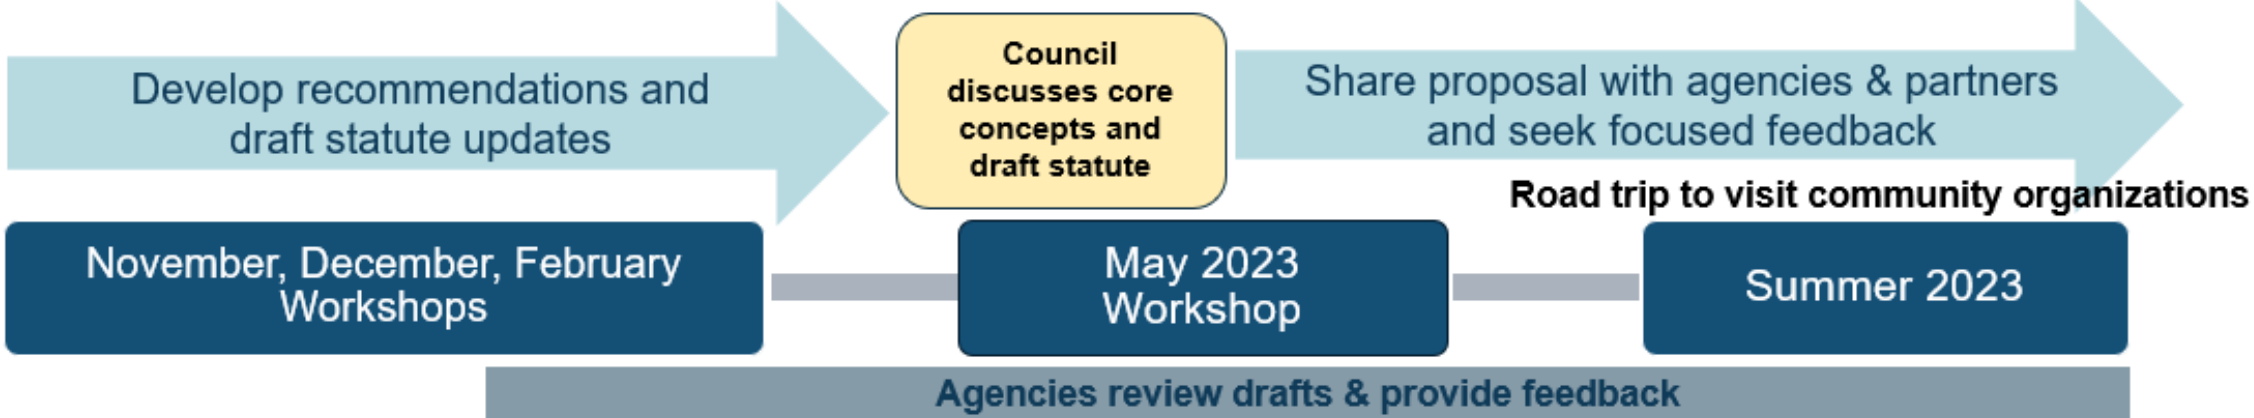 Develop recommendations and
draft statute updates
Council
discusses core
concepts and
draft statute
Share proposal with agencies & partners
and seek focused feedback
Road trip to visit community organizations
November, December, February
Workshops
May 2023
Workshop
Summer 2023
Agencies review drafts & provide feedback